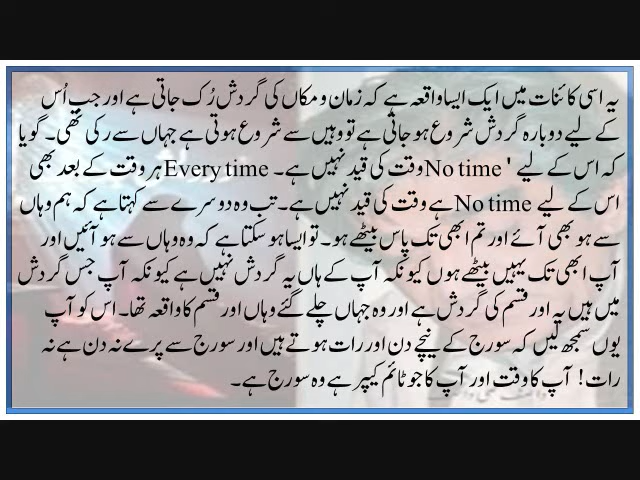 یہ اسی کائنات میں ایک ایسا واقعہ ہے کہ زمان و مکاں کی گردش رُک جاتی ہے اور جب اُس
کے لیے دوبارہ گردش شروع ہو جاتی ہے تو وہیں سے شروع ہوتی ہے جہاں سے رکی تھی۔ گویا
کہ اس کے لیے ' No time وقت کی قید نہیں ہے۔ Every time ہر وقت کے بعد بھی
اس کے لیے No time ہے وقت کی قید نہیں ہے۔ تب وہ دوسرے سے کہتا ہے کہ ہم وہاں
سے ہو بھی آئے اور تم ابھی تک پاس بیٹھے ہو۔ تو ایسا ہو سکتا ہے کہ وہ وہاں سے ہو آئیں اور
آپ ابھی تک یہیں بیٹھے ہوں کیونکہ آپ کے ہاں یہ گردش نہیں ہے کیونکہ آپ جس گردش
میں ہیں یہ اور قسم کی گردش ہے اور وہ جہاں چلے گئے وہاں اور قسم کا واقعہ تھا۔ اس کو آپ
یوں سمجھ لیں کہ سورج کے نیچے دن اور رات ہوتے ہیں اور سورج سے پرے نہ دن ہے نہ
رات! آپ کا وقت اور آپ کا جو ٹائم کیپر ہے وہ سورج ہے۔